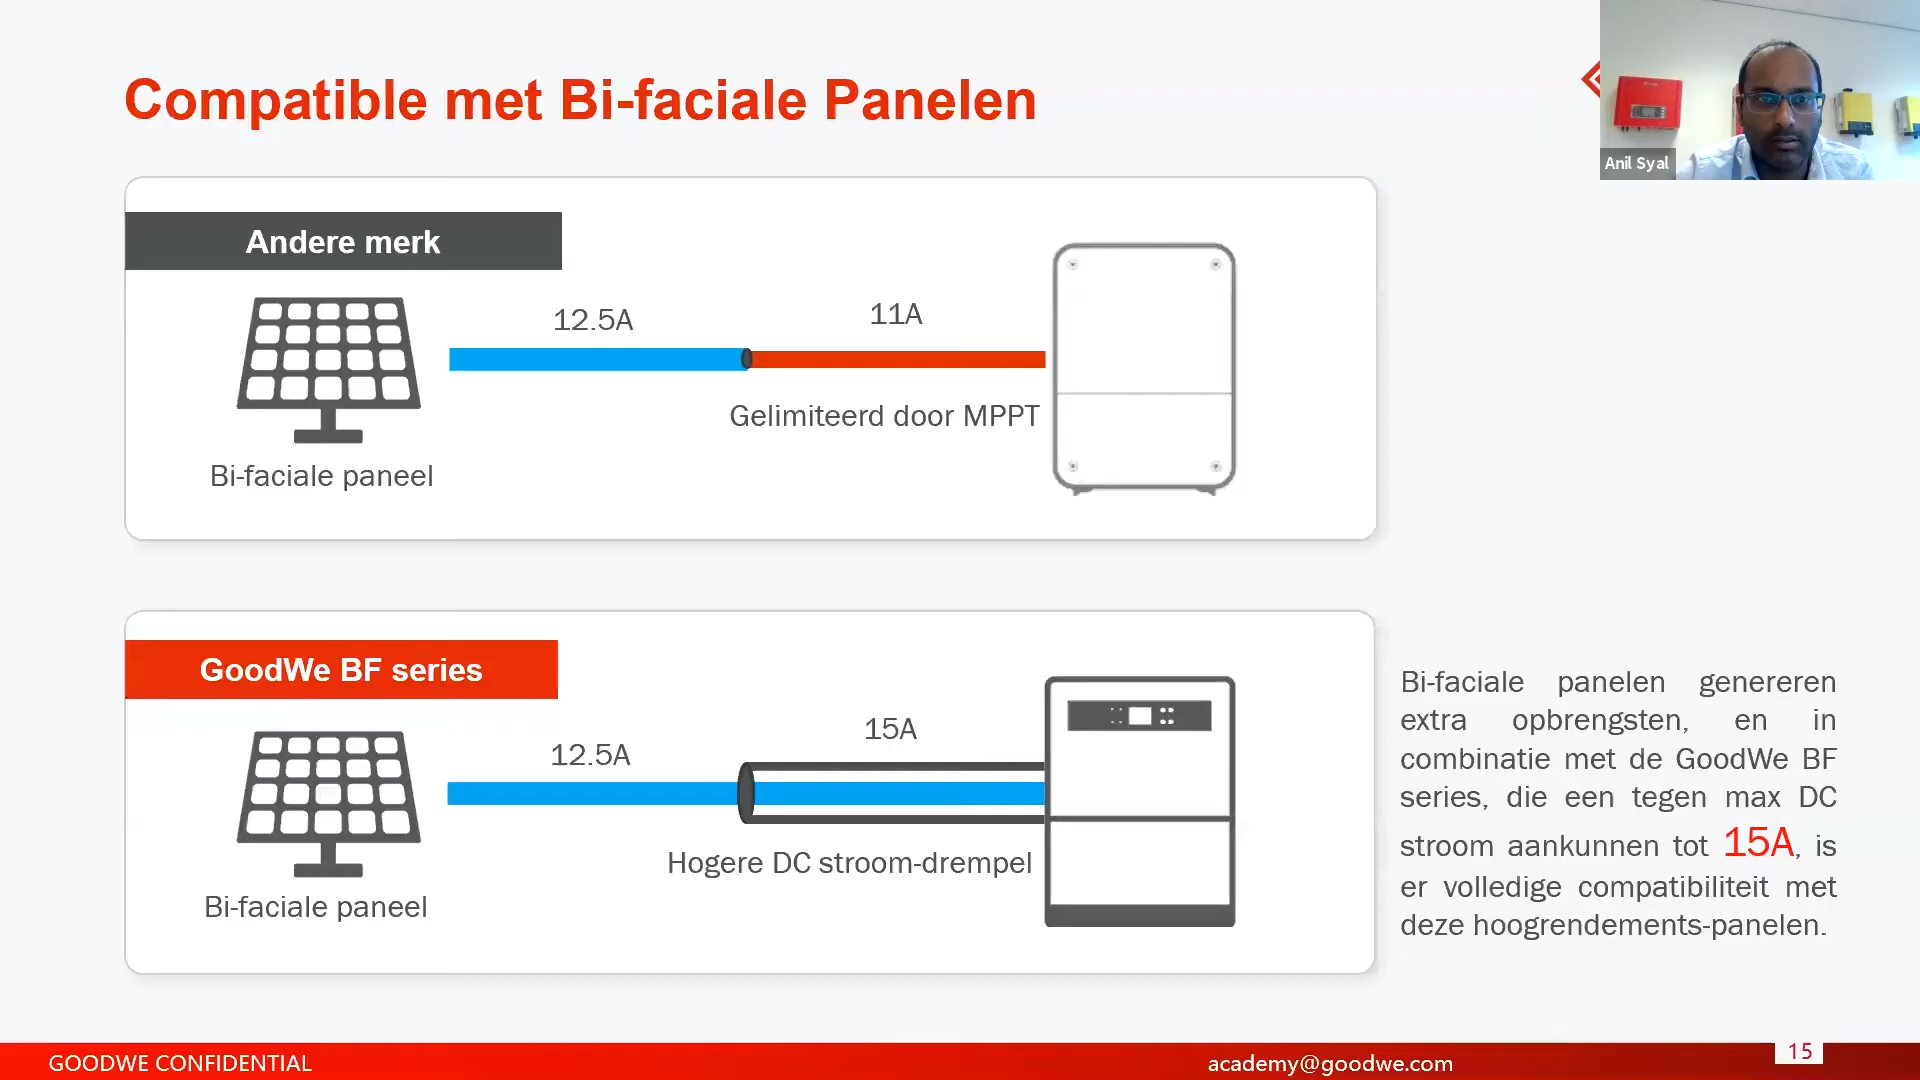 Compatible met Bi-faciale Panelen
Anil Syal
Andere merk
12.5A
11A
Gelimiteerd door MPPT
Bi-faciale paneel
GoodWe BF series
12.5A
15A
Hogere DC stroom-drempel
Bi-faciale paneel
Bi-faciale panelen genereren
extra opbrengsten, en in
combinatie met de GoodWe BF
series, die een tegen max DC
stroom aankunnen tot 15A, is
er volledige compatibiliteit met
deze hoogrendements-panelen.
GOODWE CONFIDENTIAL
academy@goodwe.com
15